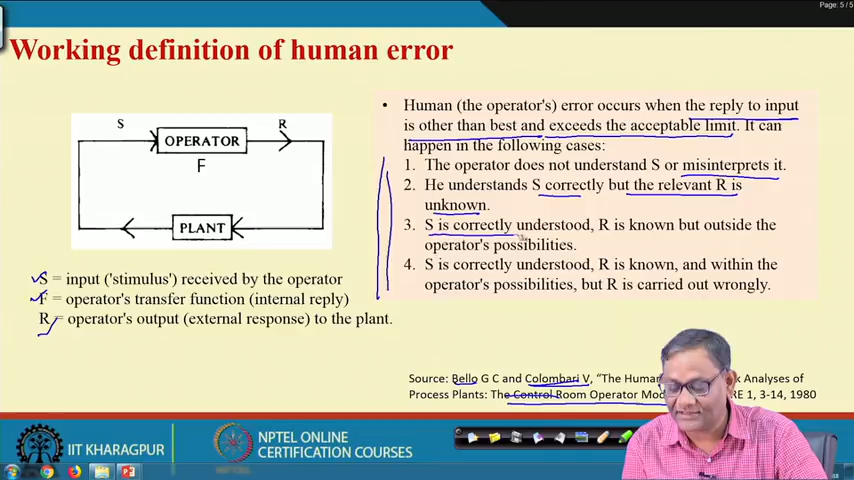 Page: 5 / 5
Working definition of human error
S
R
OPERATOR
F
PLANT
S = input ('stimulus') received by the operator
F = operator's transfer function (internal reply)
R = operator's output (external response) to the plant.
• Human (the operator's) error occurs when the reply to input
is other than best and exceeds the acceptable limit. It can
happen in the following cases:
1. The operator does not understand S or misinterprets it.
2. He understands S correctly but the relevant R is
unknown.
3. S is correctly understood, R is known but outside the
operator's possibilities.
4. S is correctly understood, R is known, and within the
operator's possibilities, but R is carried out wrongly.
Source: Bello G C and Colombari V, "The Human Analyses of
Process Plants: The Control Room Operator 1, 3-14, 1980
IIT KHARAGPUR
NPTEL ONLINE
CERTIFICATION COURSES
NPTEL